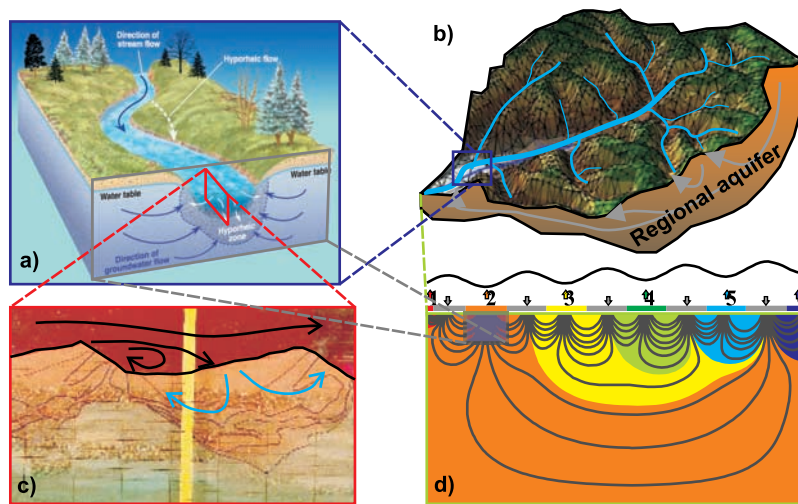 Direction of
stream flow
Hyporheic flow
Water table
Water table
Hyporheic
zone
Direction of
groundwater flow
a)
b)
Regional aquifer
c)
1
2
3
4
5
d)